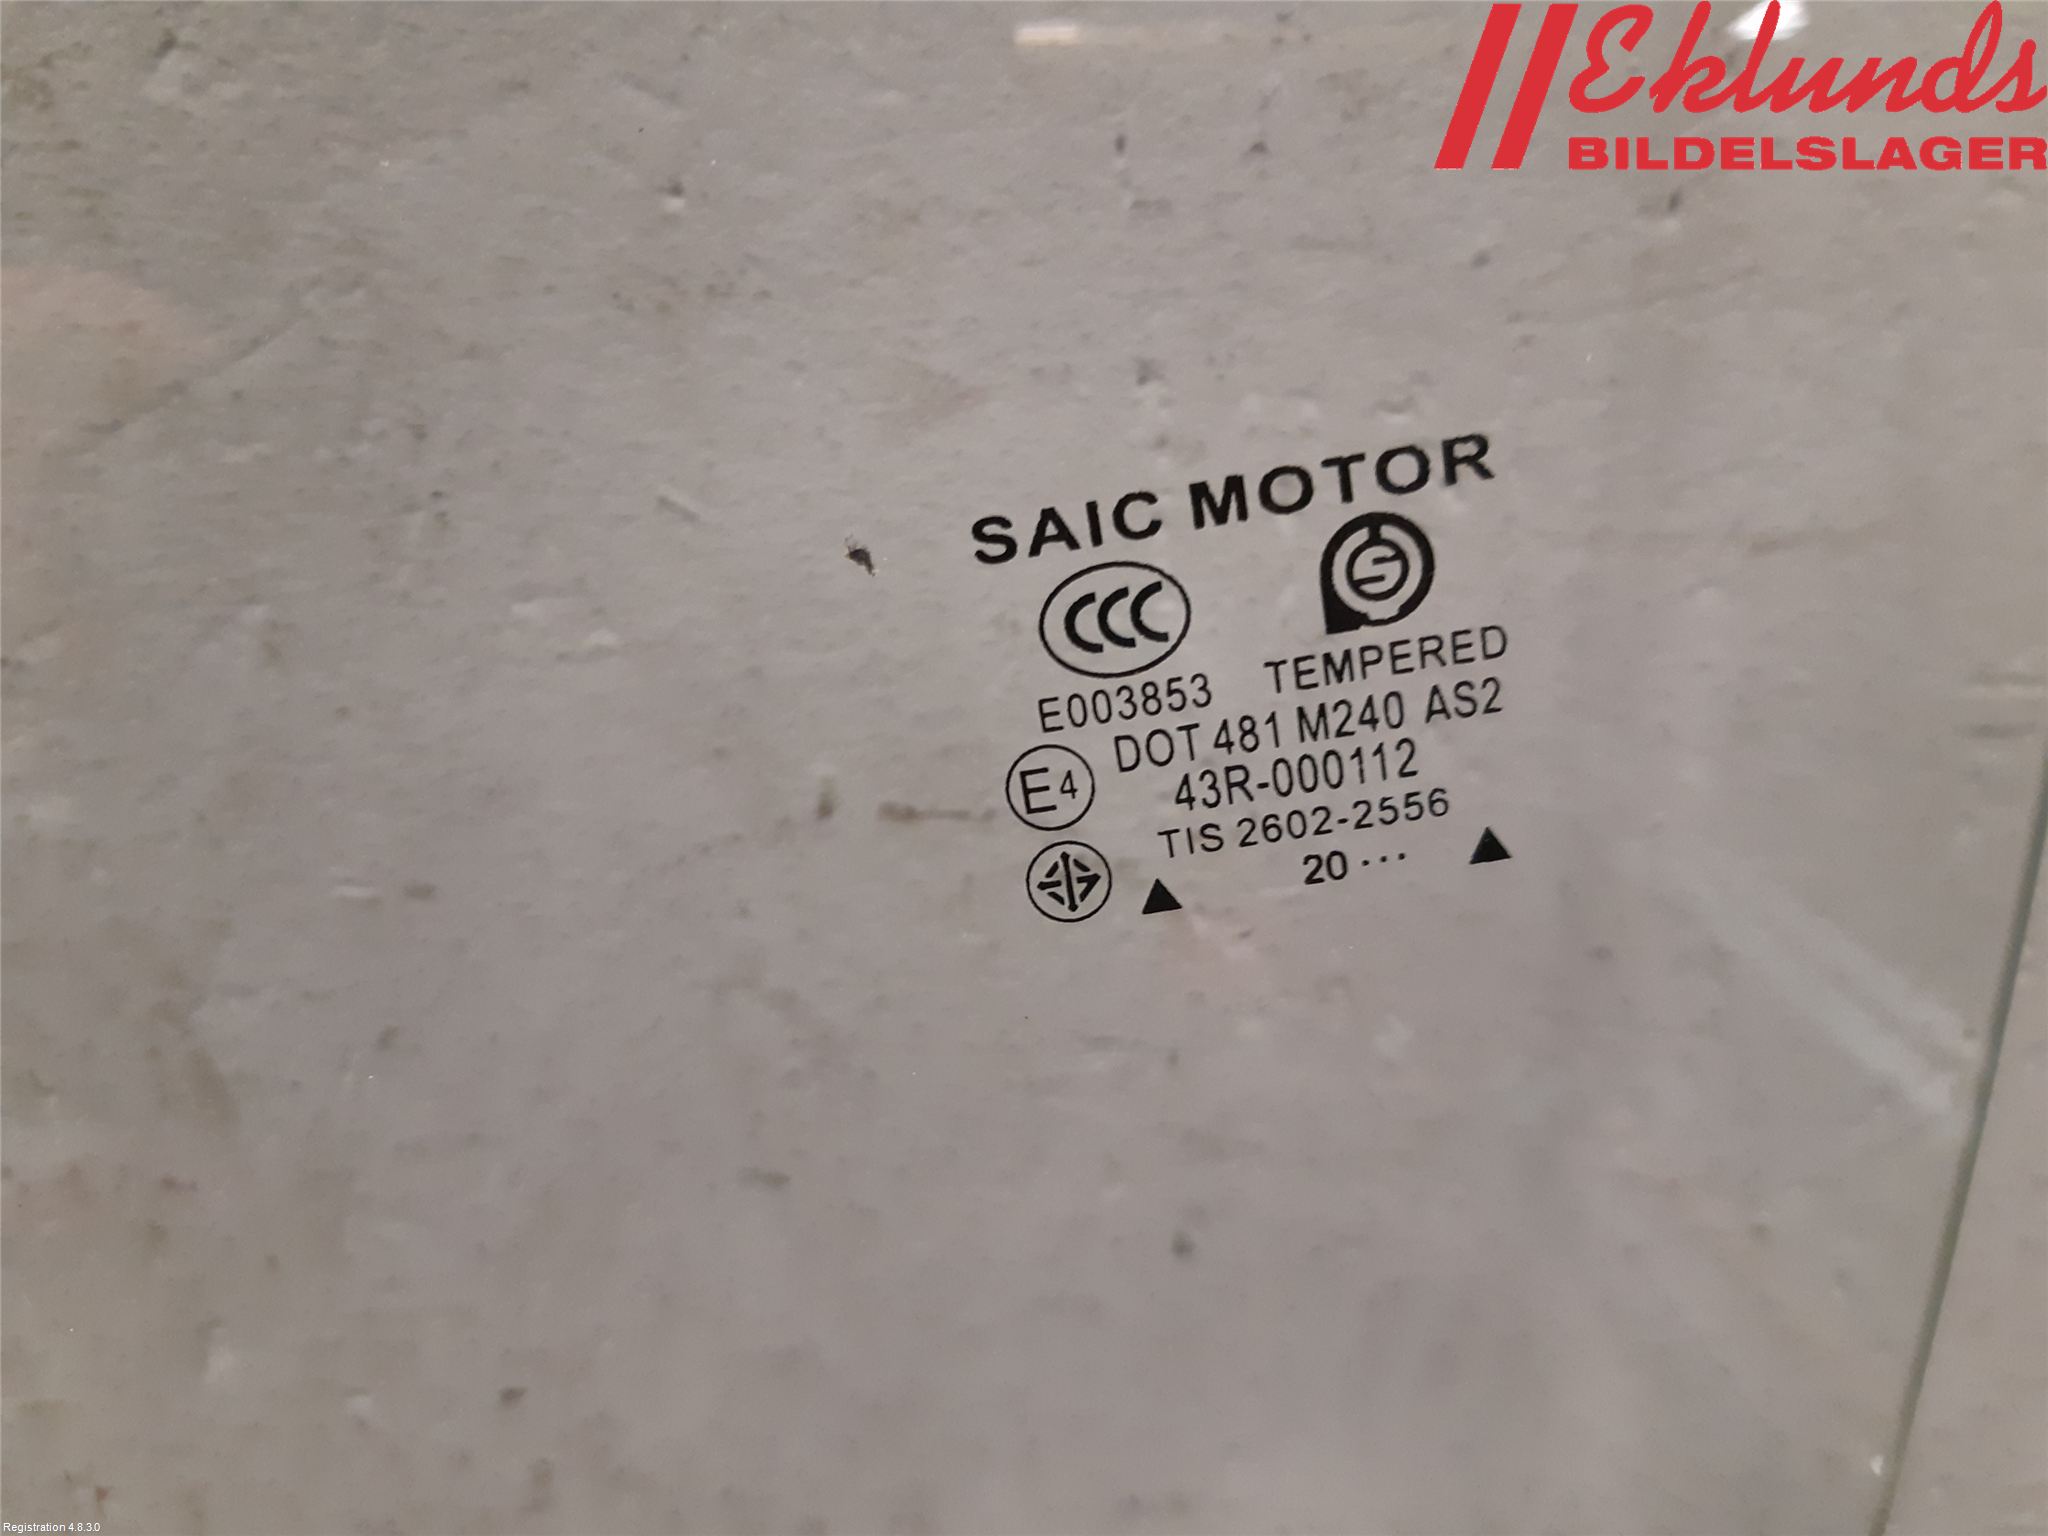 Eklunds
BILDELSLAGER
SAIC MOTOR
CCC
E003853 TEMPERED
DOT 481 M240 AS2
E4 43R-000112
TIS 2602-2556
▲ 20 ··· ▲
Registration 4.8.3.0